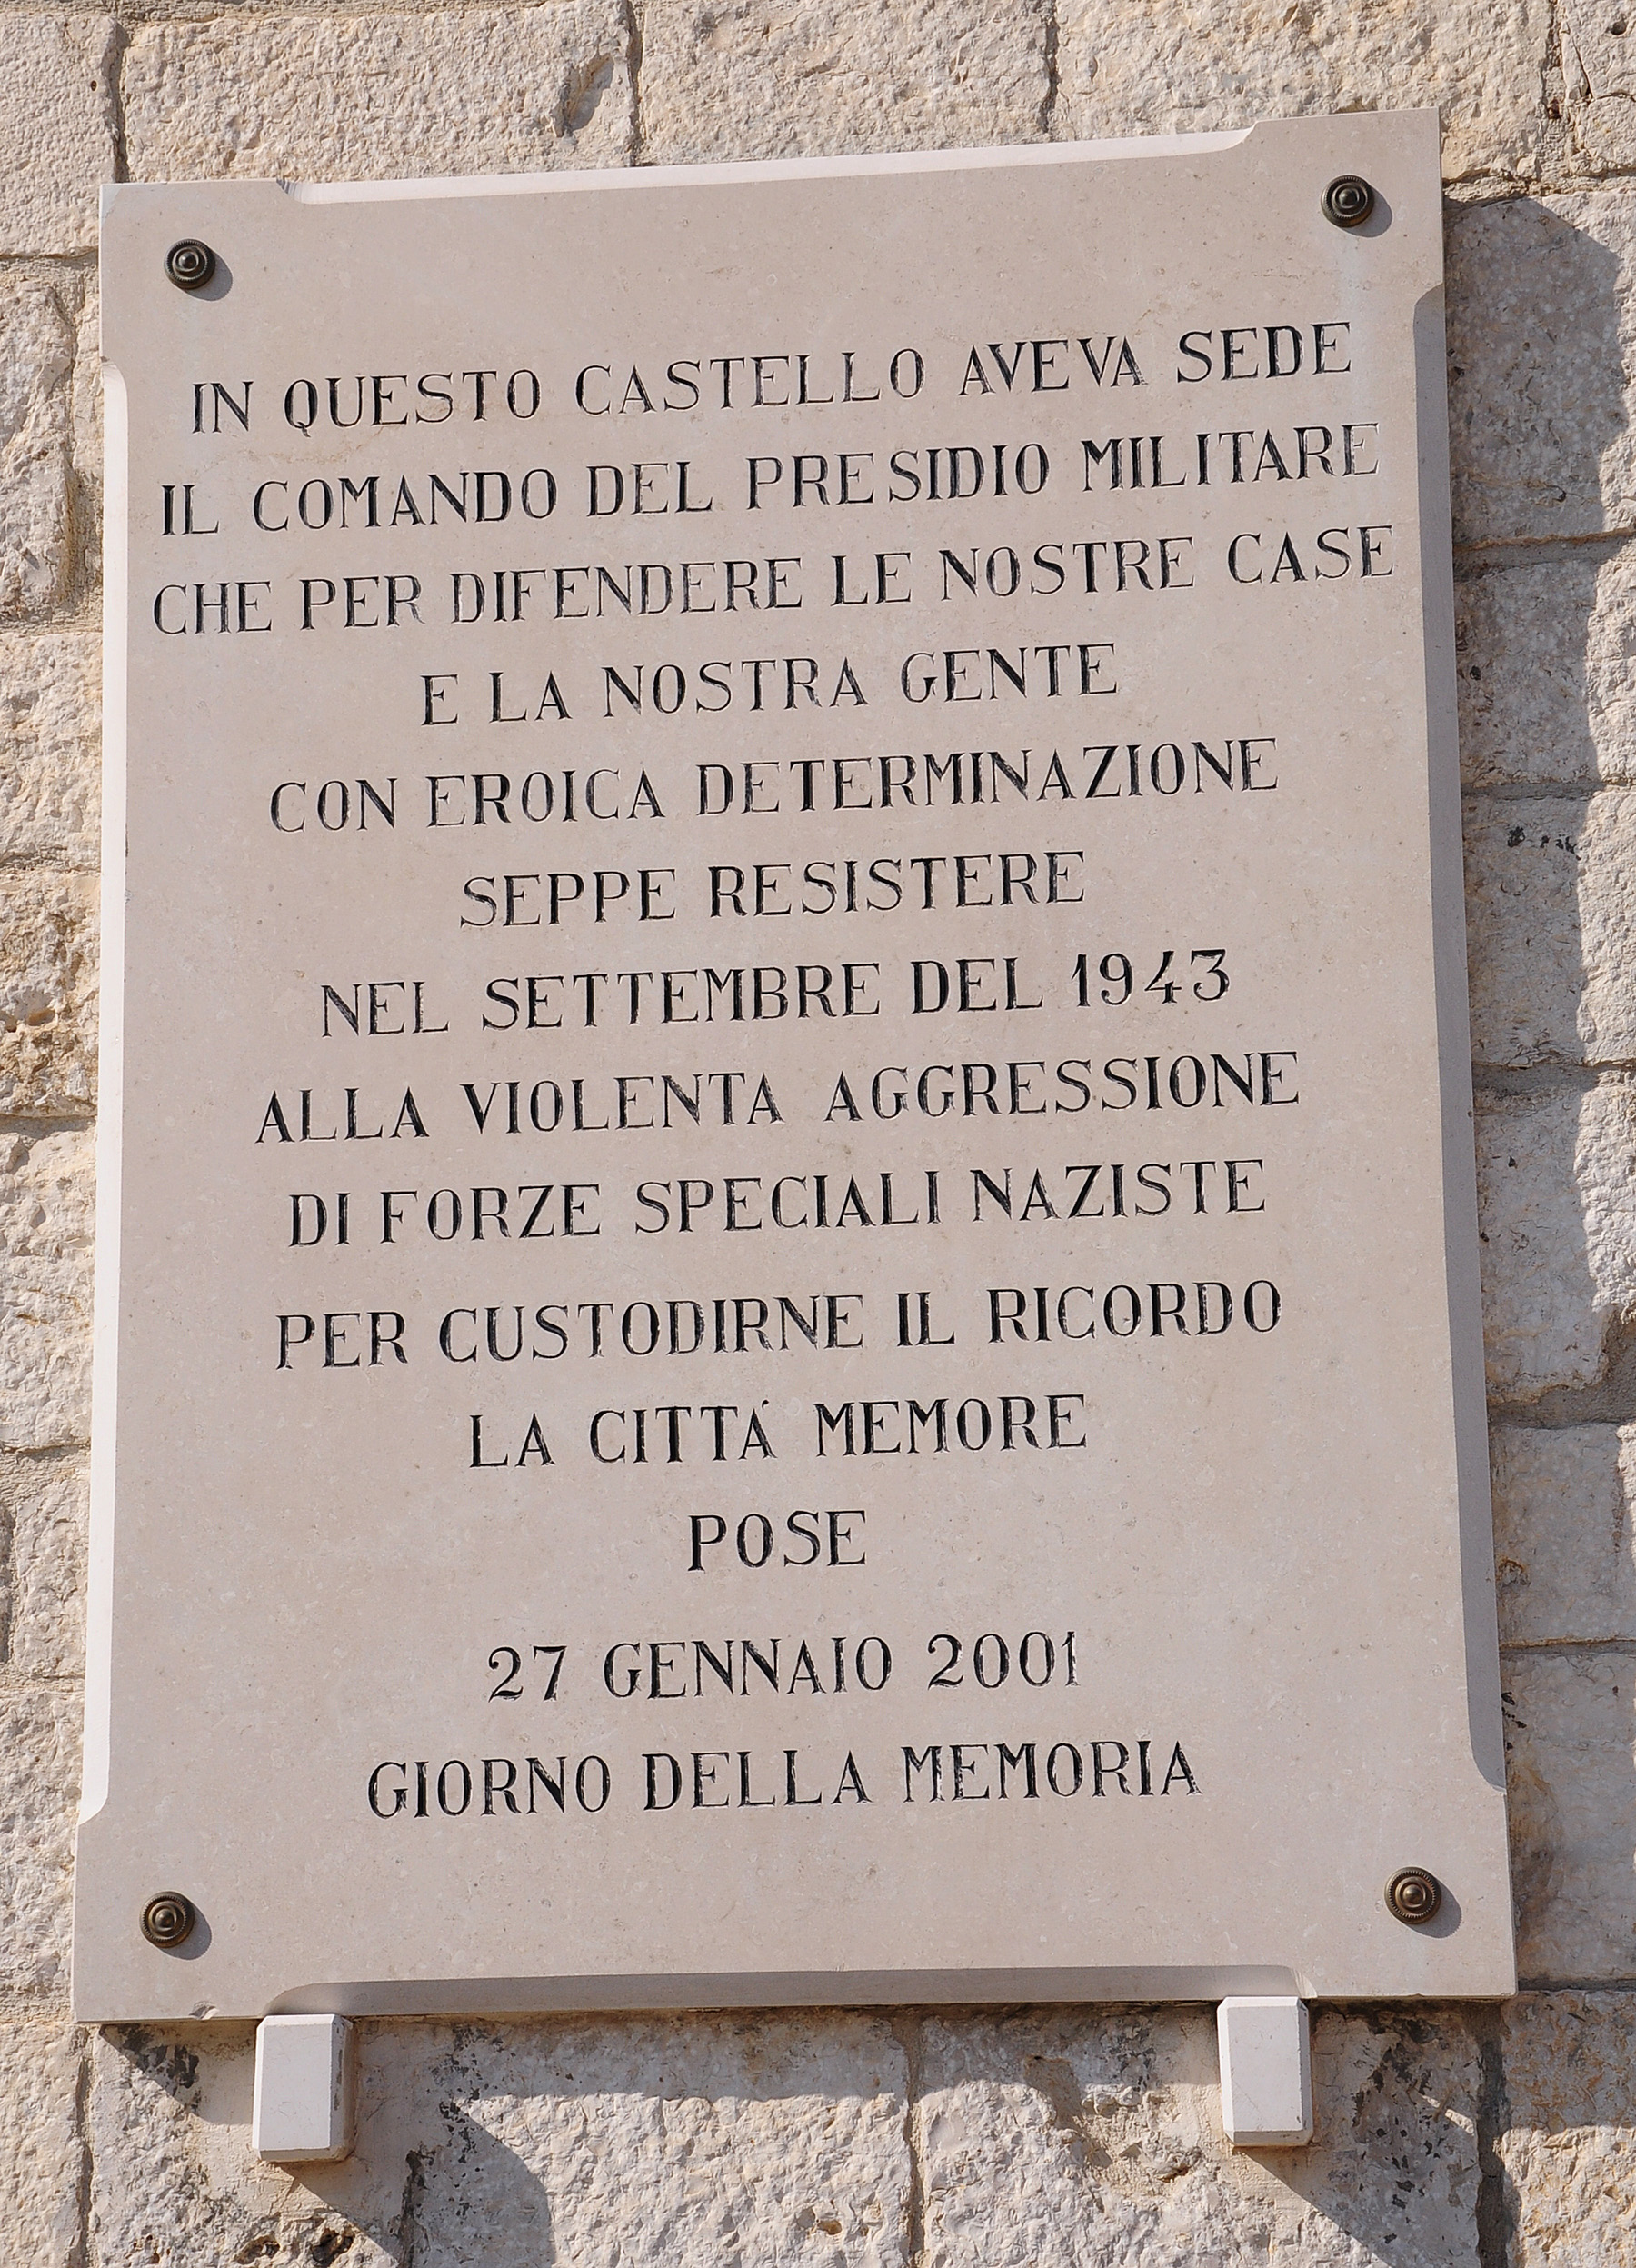 IN QUESTO CASTELLO AVEVA SEDE
IL COMANDO DEL PRESIDIO MILITARE
CHE PER DIFENDERE LE NOSTRE CASE
E LA NOSTRA GENTE
CON EROICA DETERMINAZIONE
SEPPE RESISTERE
NEL SETTEMBRE DEL 1943
ALLA VIOLENTA AGGRESSIONE
DI FORZE SPECIALI NAZISTE
PER CUSTODIRNE IL RICORDO
LA CITTÁ MEMORE
POSE
27 GENNAIO 2001
GIORNO DELLA MEMORIA